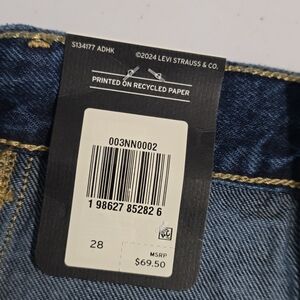 S134177 ADHK ©2024 LEVI STRAUSS & CO.
PRINTED ON RECYCLED PAPER
003NN0002
1 98627 85282 6
28
MSRP
$69.50